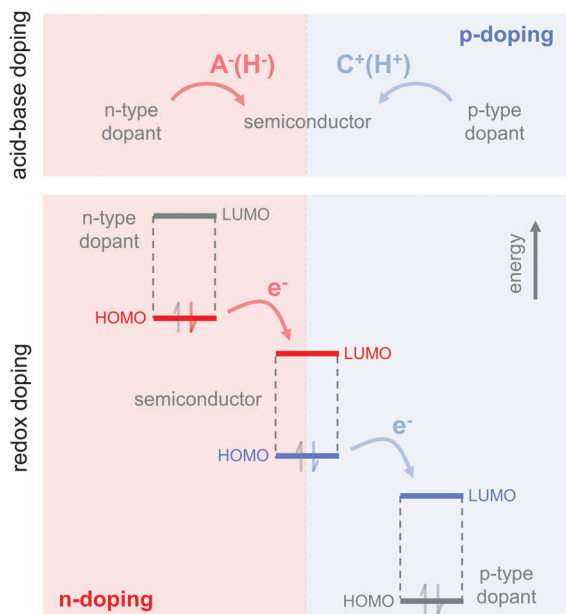 acid-base doping
p-doping
A⁻(H⁻)
C⁺(H⁺)
n-type
dopant
semiconductor
p-type
dopant
redox doping
n-type
dopant
LUMO
energy
e⁻
HOMO
LUMO
semiconductor
e⁻
HOMO
LUMO
p-type
dopant
HOMO
n-doping